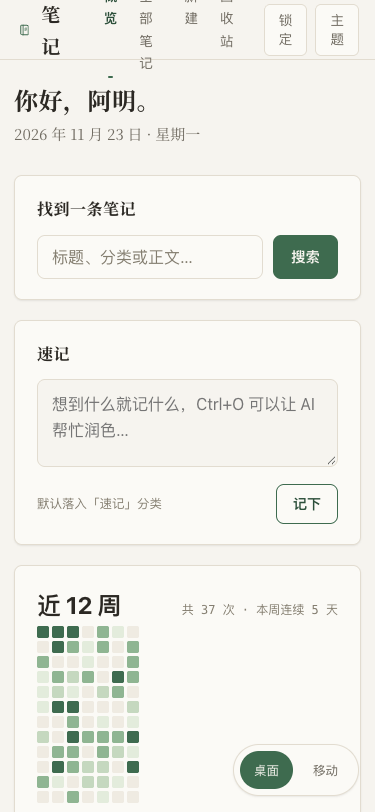 笔记
概览
全部笔记
新建
回收站
锁定
主题
你好，阿明。
2026 年 11 月 23 日 · 星期一
找到一条笔记
标题、分类或正文...
搜索
速记
想到什么就记什么，Ctrl+O 可以让 AI
帮忙润色...
默认落入「速记」分类
记下
近 12 周
共 37 次 · 本周连续 5 天
桌面
移动